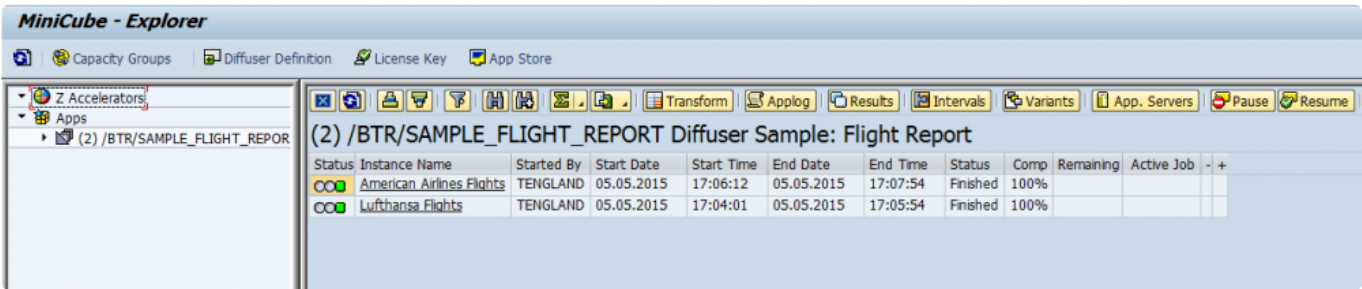 MiniCube - Explorer
Capacity Groups Diffuser Definition License Key App Store
Z Accelerators
Apps
(2) /BTR/SAMPLE_FLIGHT_REPOR
Transform Applog Results Intervals Variants App. Servers Pause Resume
(2) /BTR/SAMPLE_FLIGHT_REPORT Diffuser Sample: Flight Report
Status Instance Name Started By Start Date Start Time End Date End Time Status Comp Remaining Active Job - +
American Airlines Flights TENGLAND 05.05.2015 17:06:12 05.05.2015 17:07:54 Finished 100%
Lufthansa Flights TENGLAND 05.05.2015 17:04:01 05.05.2015 17:05:54 Finished 100%